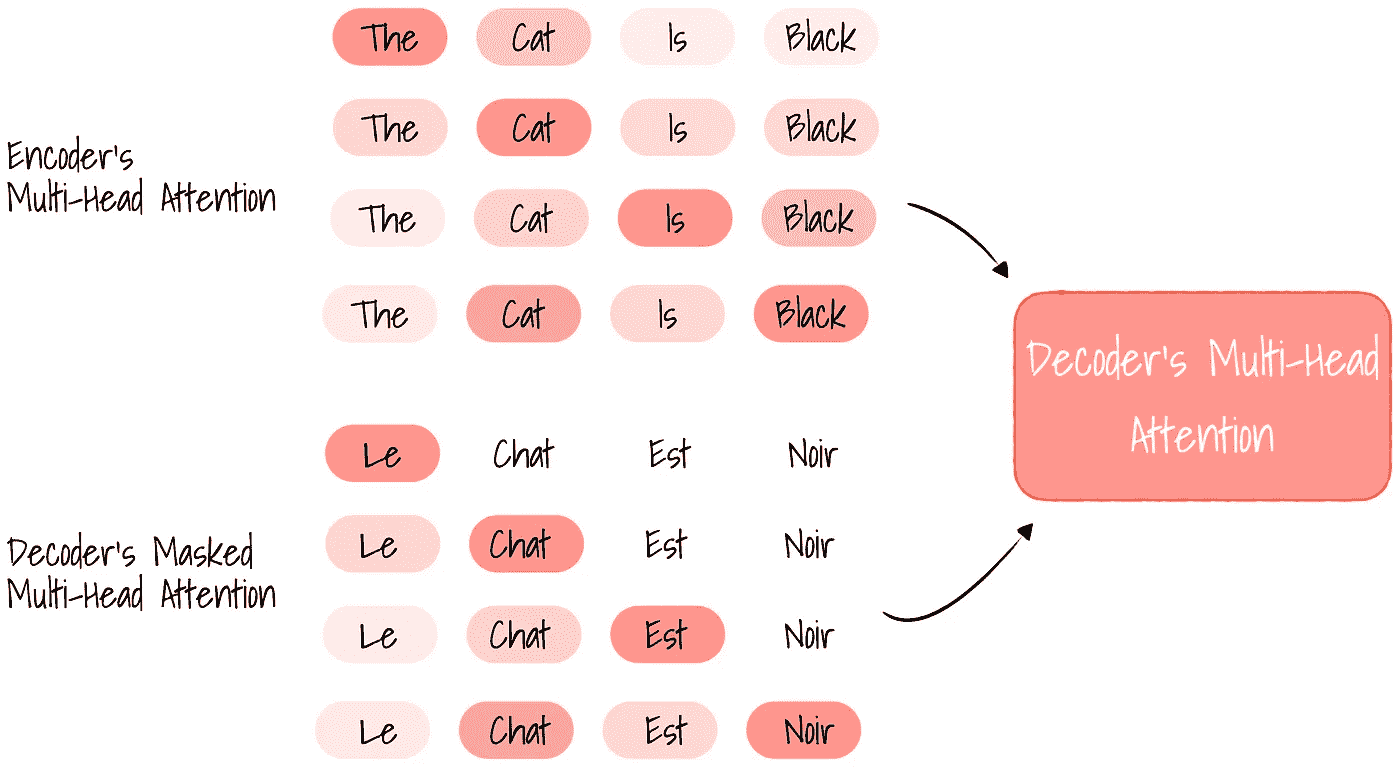 The Cat Is Black
The Cat Is Black
Encoder's
Multi-Head Attention
The Cat Is Black
The Cat Is Black
Decoder's Multi-Head
Attention
Le Chat Est Noir
Le Chat Est Noir
Decoder's Masked
Multi-Head Attention
Le Chat Est Noir
Le Chat Est Noir